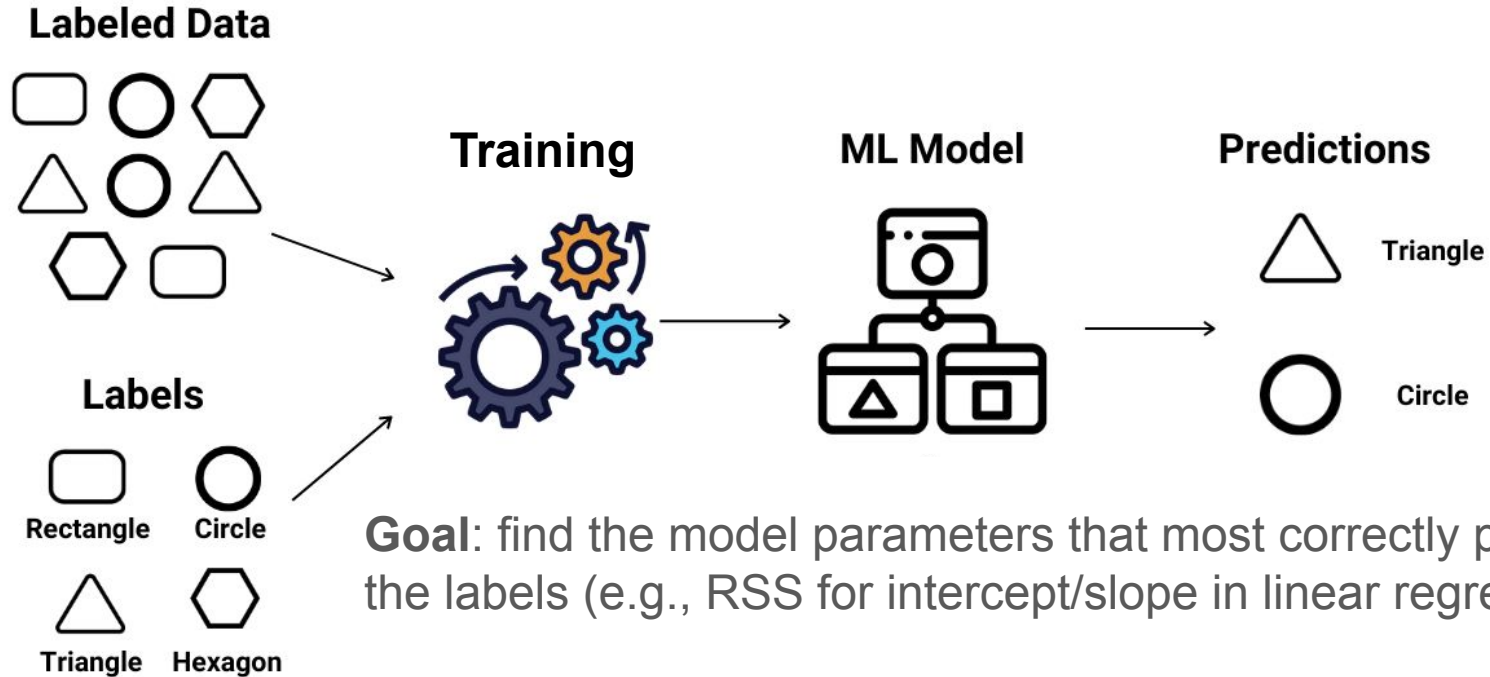 Labeled Data
Training
ML Model
Predictions
Triangle
Circle
Labels
Rectangle Circle
Triangle Hexagon
Goal: find the model parameters that most correctly
the labels (e.g., RSS for intercept/slope in linear